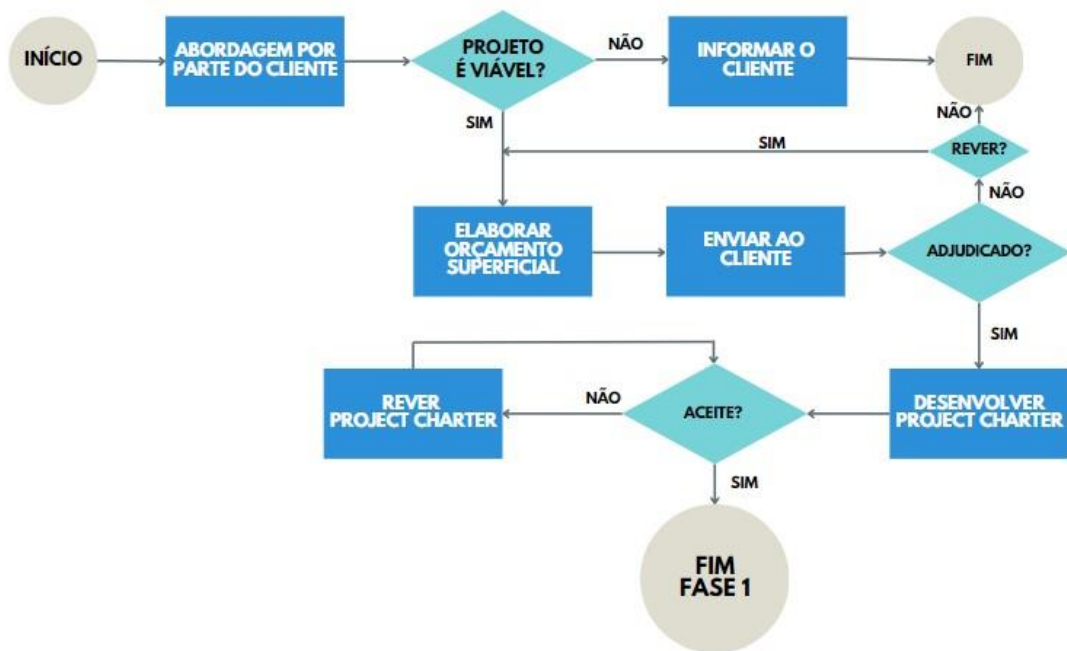 INÍCIO
ABORDAGEM POR
PARTE DO CLIENTE
PROJETO
É VIÁVEL?
NÃO
INFORMAR O
CLIENTE
FIM
SIM
NÃO
REVER?
SIM
NÃO
ELABORAR
ORÇAMENTO
SUPERFICIAL
ENVIAR AO
CLIENTE
ADJUDICADO?
SIM
DESENVOLVER
PROJECT CHARTER
ACEITE?
NÃO
REVER
PROJECT CHARTER
SIM
FIM
FASE 1